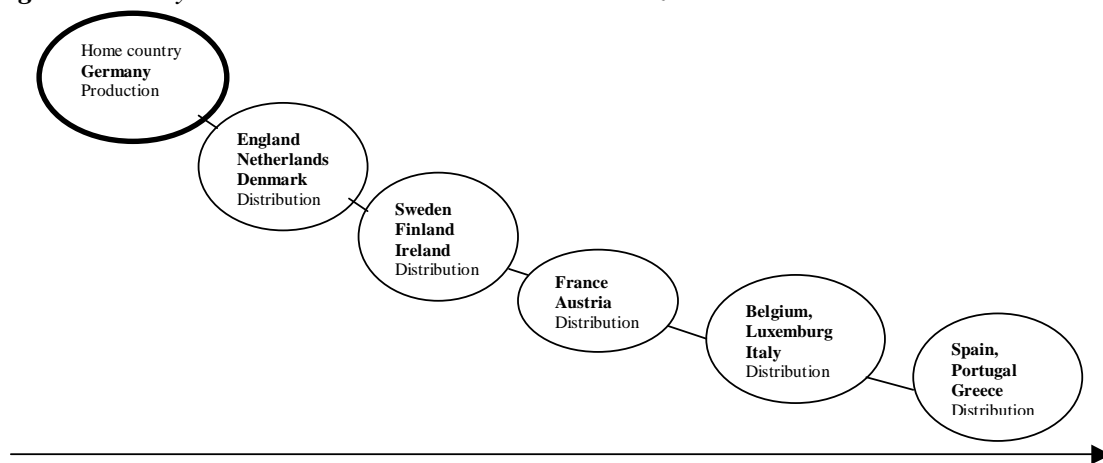 Home country
Germany
Production
England
Netherlands
Denmark
Distribution
Sweden
Finland
Ireland
Distribution
France
Austria
Distribution
Belgium,
Luxemburg
Italy
Distribution
Spain,
Portugal
Greece
Distribution